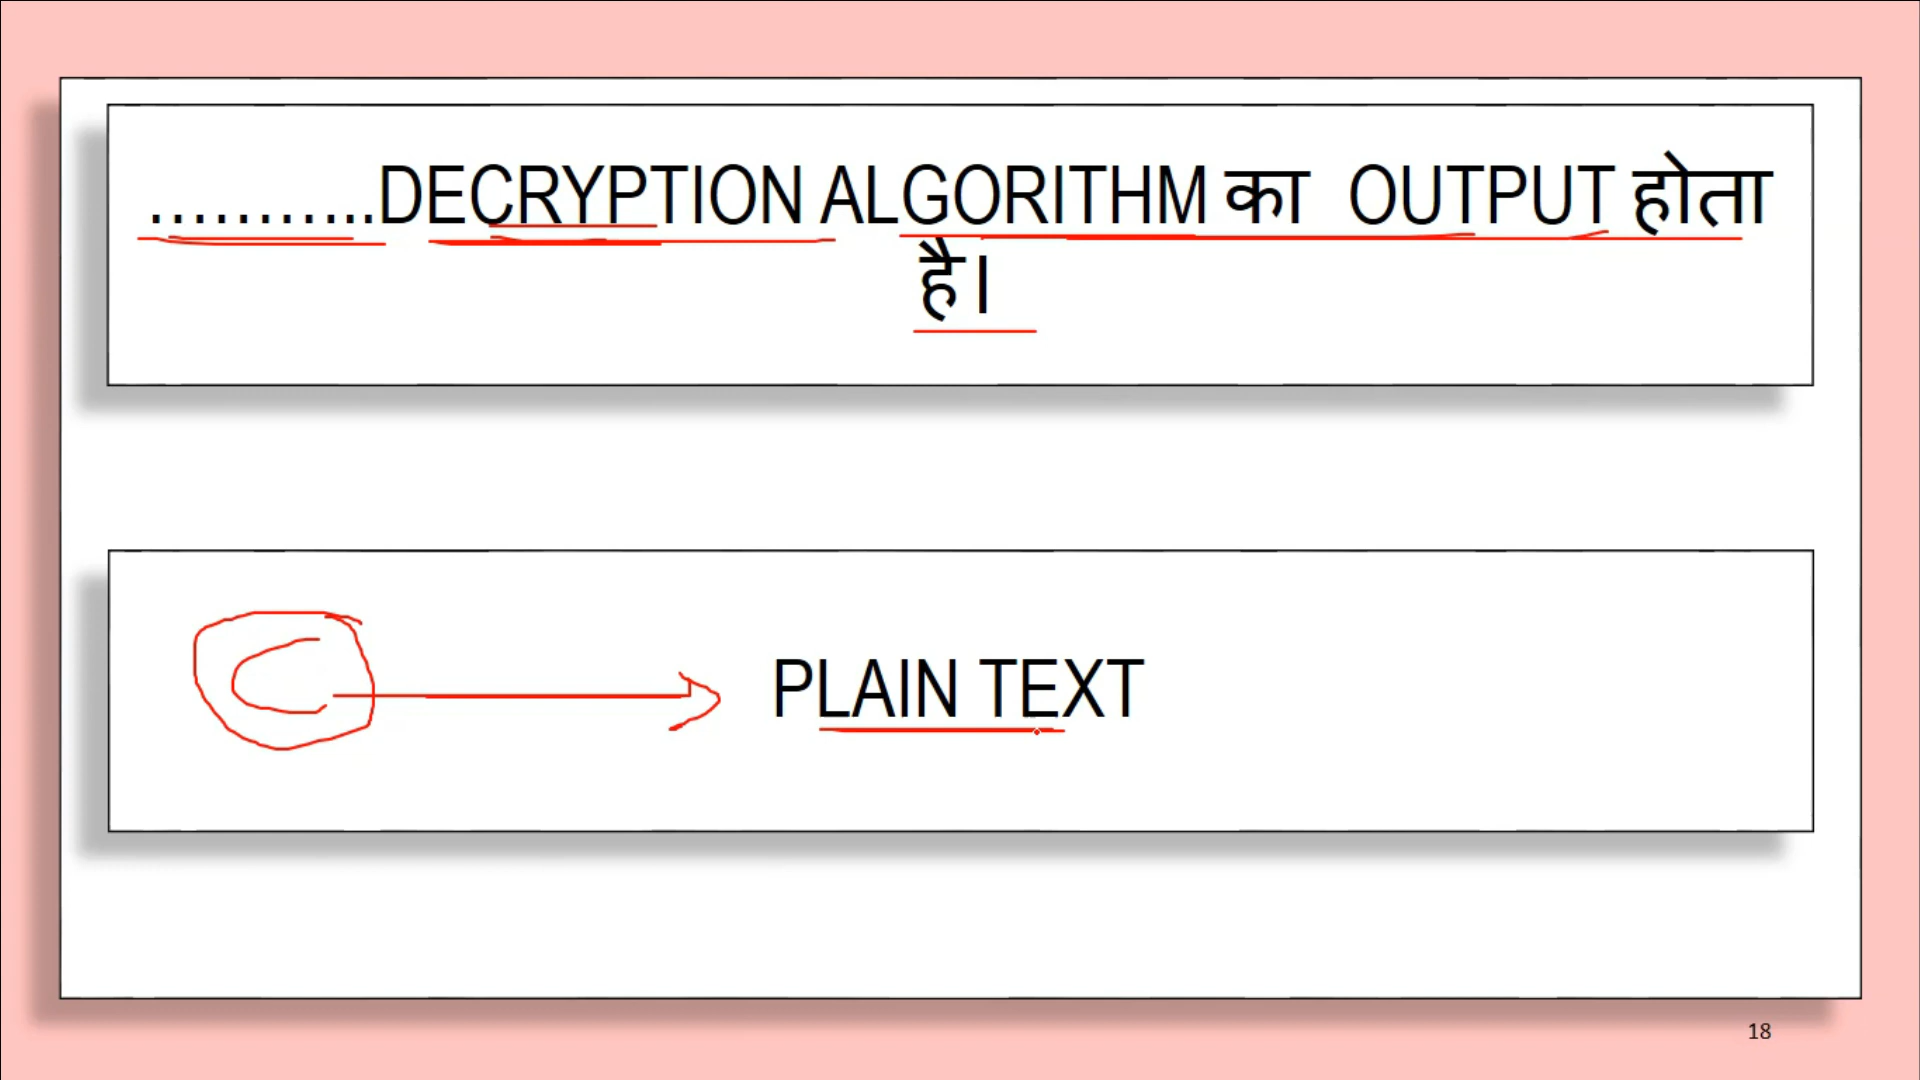 ………...DECRYPTION ALGORITHM का OUTPUT होता
है।
PLAIN TEXT
18